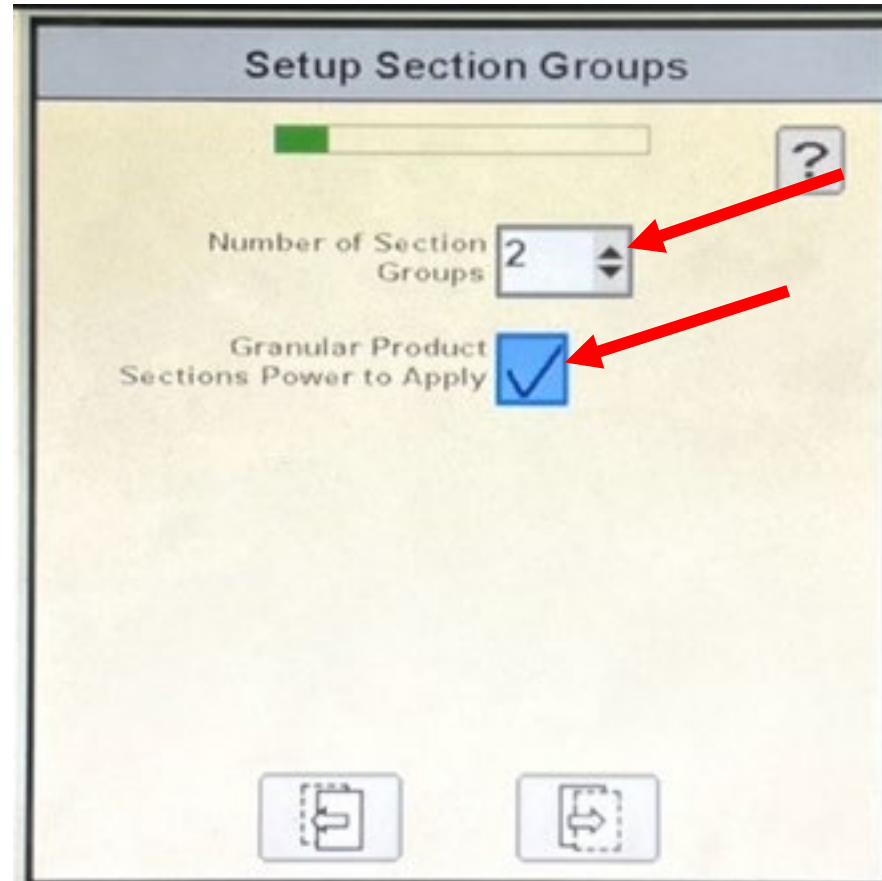 Setup Section Groups
?
Number of Section
2
Groups
Granular Product
Sections Power to Apply